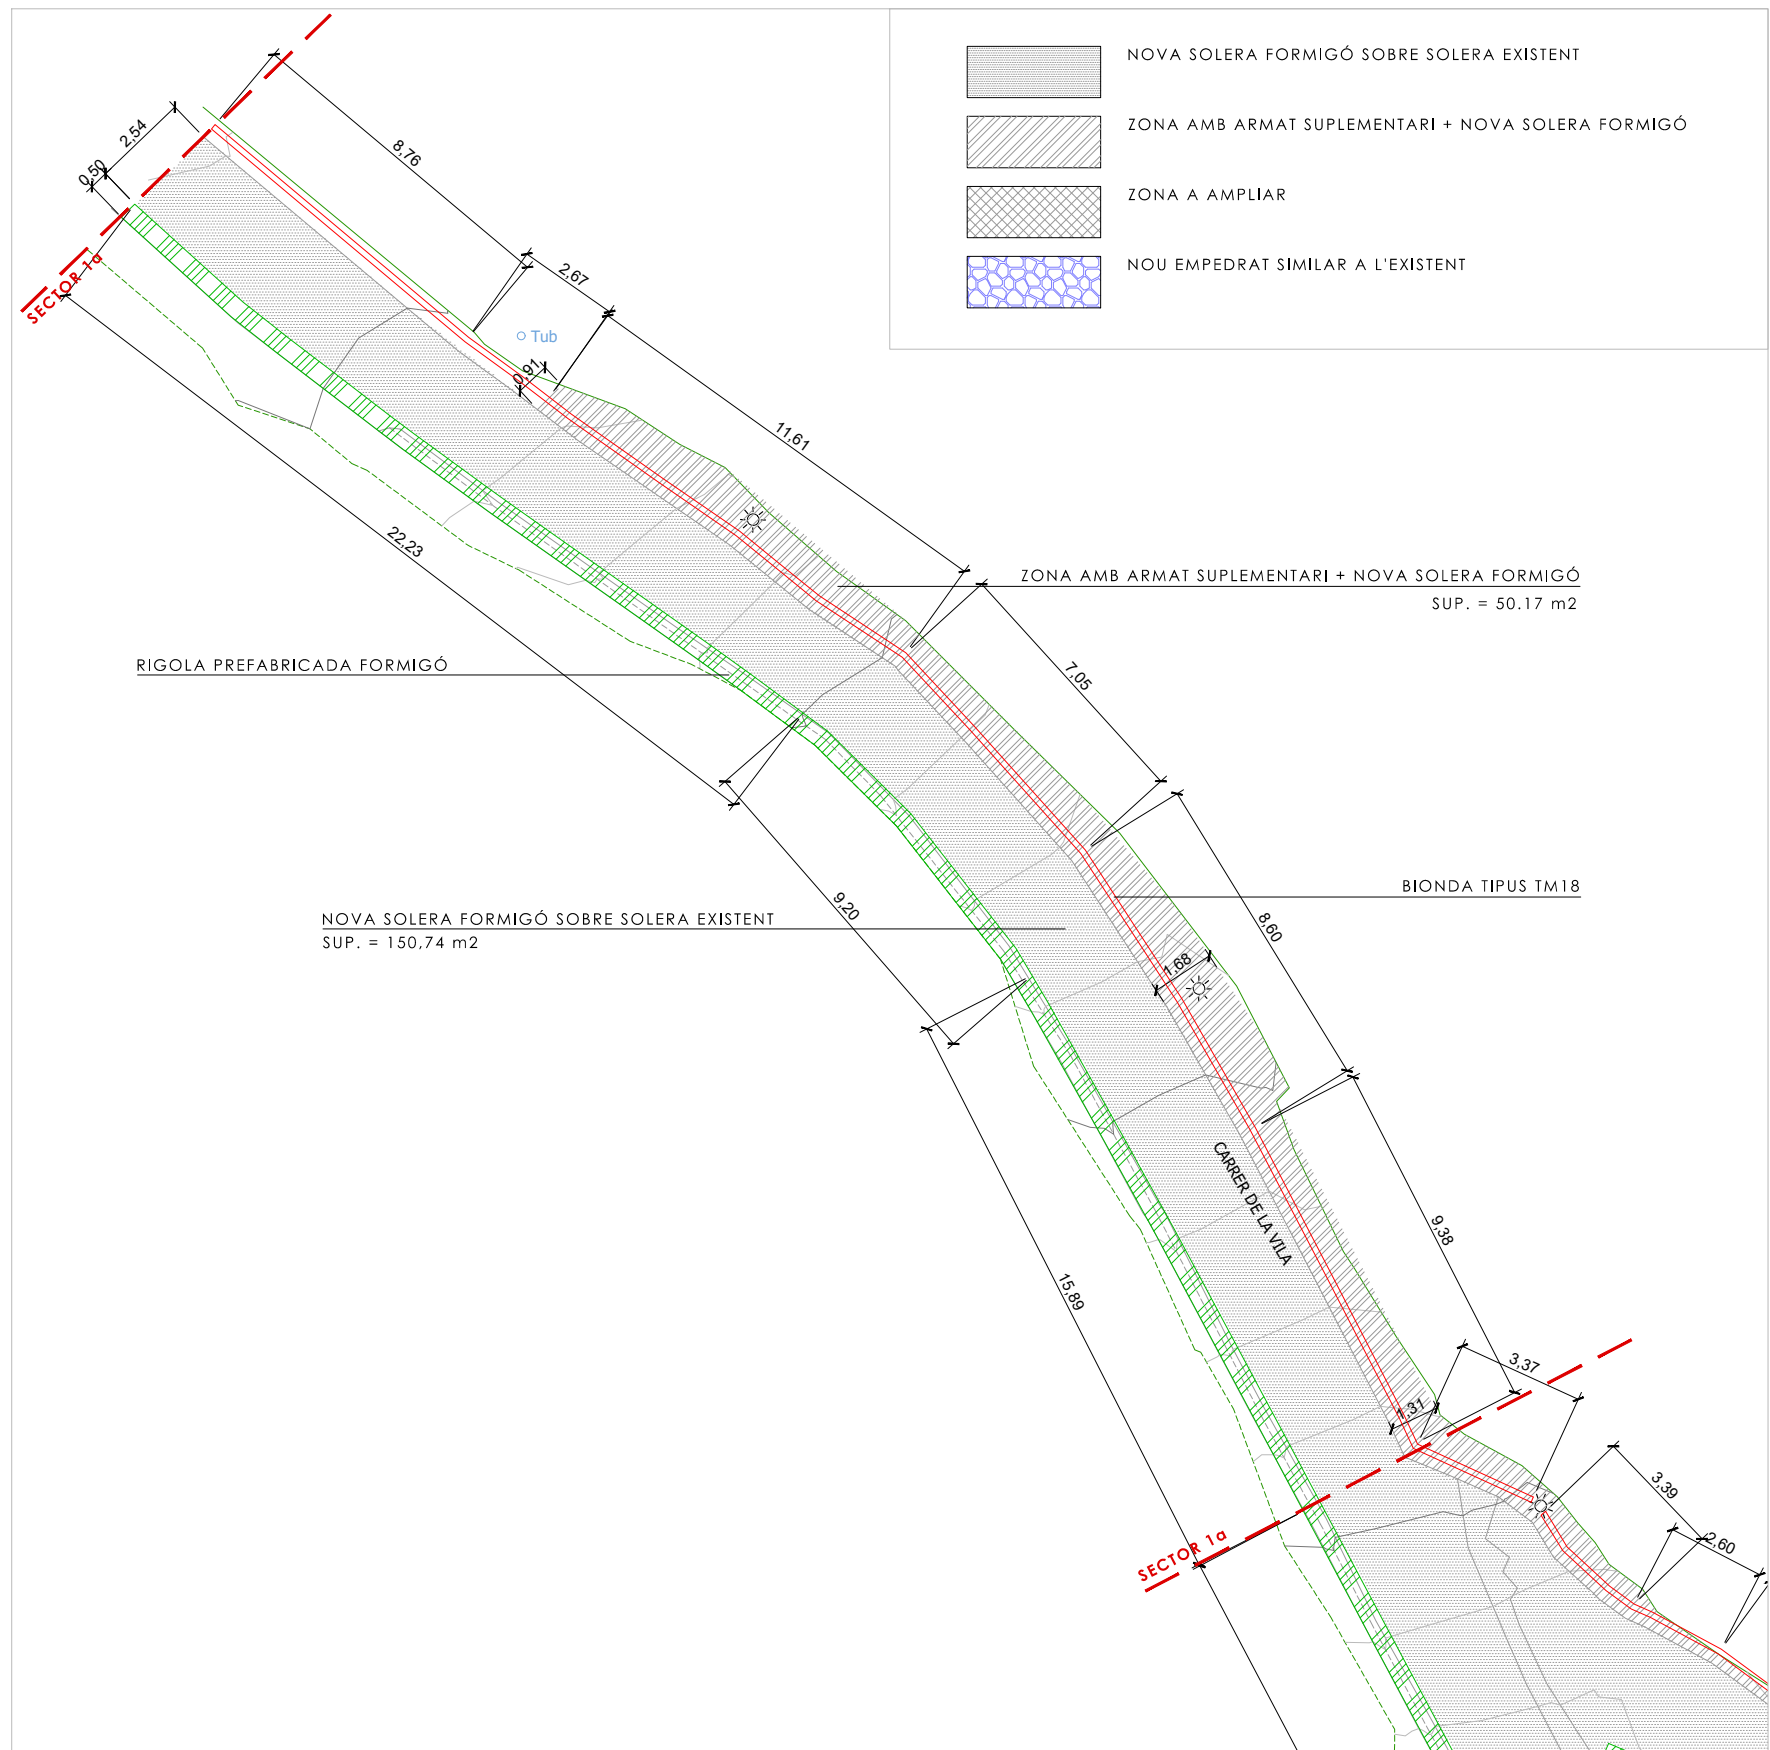 NOVA SOLERA FORMIGÓ SOBRE SOLERA EXISTENT
ZONA AMB ARMAT SUPLEMENTARI + NOVA SOLERA FORMIGÓ
ZONA A AMPLIAR
NOU EMPEDRAT SIMILAR A L'EXISTENT
2,54
0,50
8,76
SECTOR 1a
2,67
Tub
0,91
11,61
22,23
ZONA AMB ARMAT SUPLEMENTARI + NOVA SOLERA FORMIGÓ
SUP. = 50.17 m2
RIGOLA PREFABRICADA FORMIGÓ
7,05
BIONDA TIPUS TM18
9,20
NOVA SOLERA FORMIGÓ SOBRE SOLERA EXISTENT
SUP. = 150,74 m2
8,60
1,68
CARRER DE LA VILA
9,38
15,89
3,37
1,31
3,39
2,60
SECTOR 1a